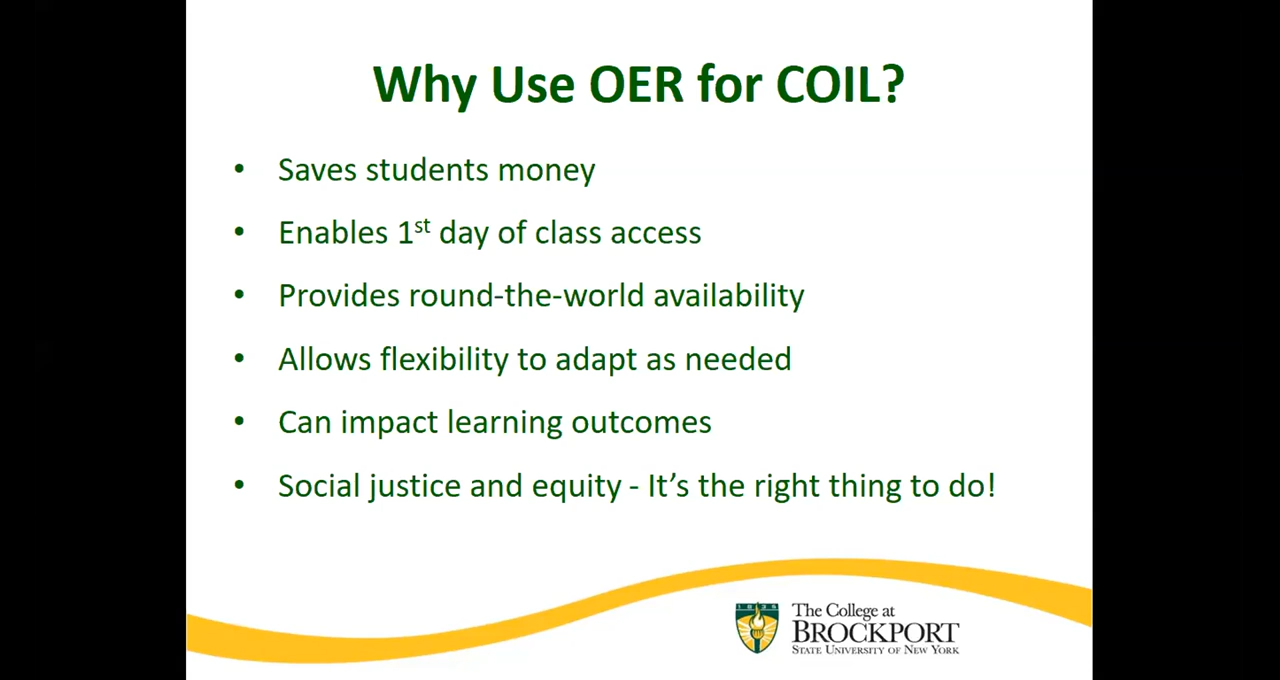 Why Use OER for COIL?
• Saves students money
• Enables 1st day of class access
• Provides round-the-world availability
• Allows flexibility to adapt as needed
• Can impact learning outcomes
• Social justice and equity - It’s the right thing to do!
1835
The College at
BROCKPORT
STATE UNIVERSITY OF NEW YORK